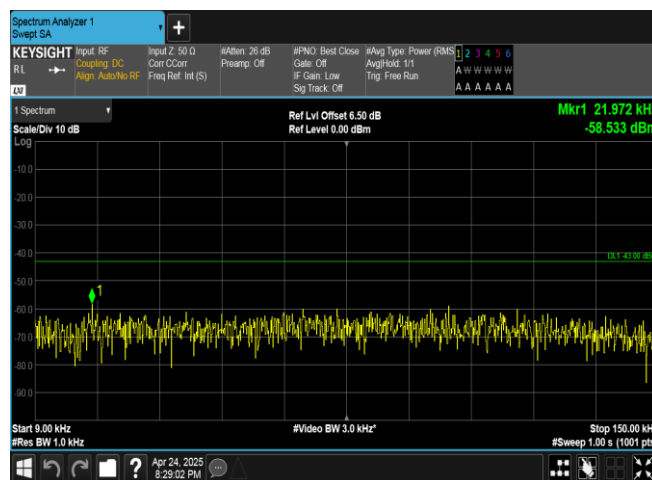 Spectrum Analyzer 1
Swept SA
+
KEYSIGHT
RL
LXI
Input: RF
Coupling: DC
Align: Auto/No RF
Input Z: 50 Ω
Corr CCorr
Freq Ref: Int (S)
#Atten: 26 dB
Preamp: Off
#PNO: Best Close
Gate: Off
IF Gain: Low
Sig Track: Off
#Avg Type: Power (RMS
Avg|Hold: 1/1
Trig: Free Run
1 2 3 4 5 6
A W W W W W
A A A A A A
1 Spectrum
Scale/Div 10 dB
Log
Ref Lvl Offset 6.50 dB
Ref Level 0.00 dBm
Mkr1 21.972 kH
-58.533 dBm
-10.0
-20.0
-30.0
-40.0
DL1 -43.00 dB
-50.0
1
-60.0
-70.0
-80.0
-90.0
Start 9.00 kHz
#Res BW 1.0 kHz
#Video BW 3.0 kHz*
Stop 150.00 kH
#Sweep 1.00 s (1001 pts
?
Apr 24, 2025
8:29:02 PM